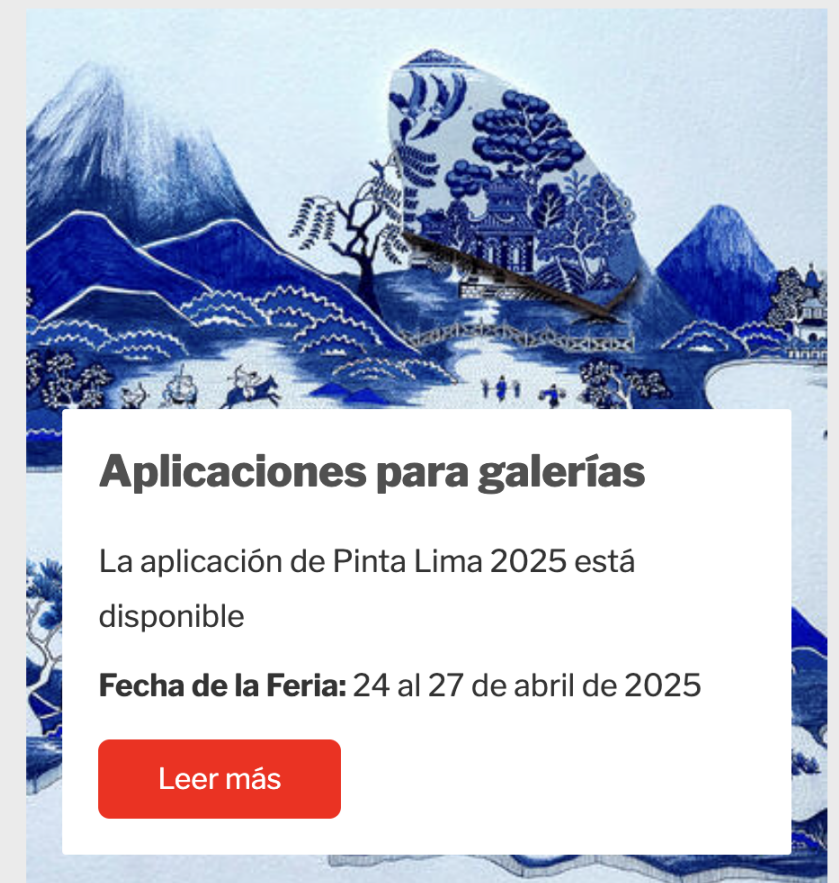 Aplicaciones para galerías
La aplicación de Pinta Lima 2025 está
disponible
Fecha de la Feria: 24 al 27 de abril de 2025
Leer más